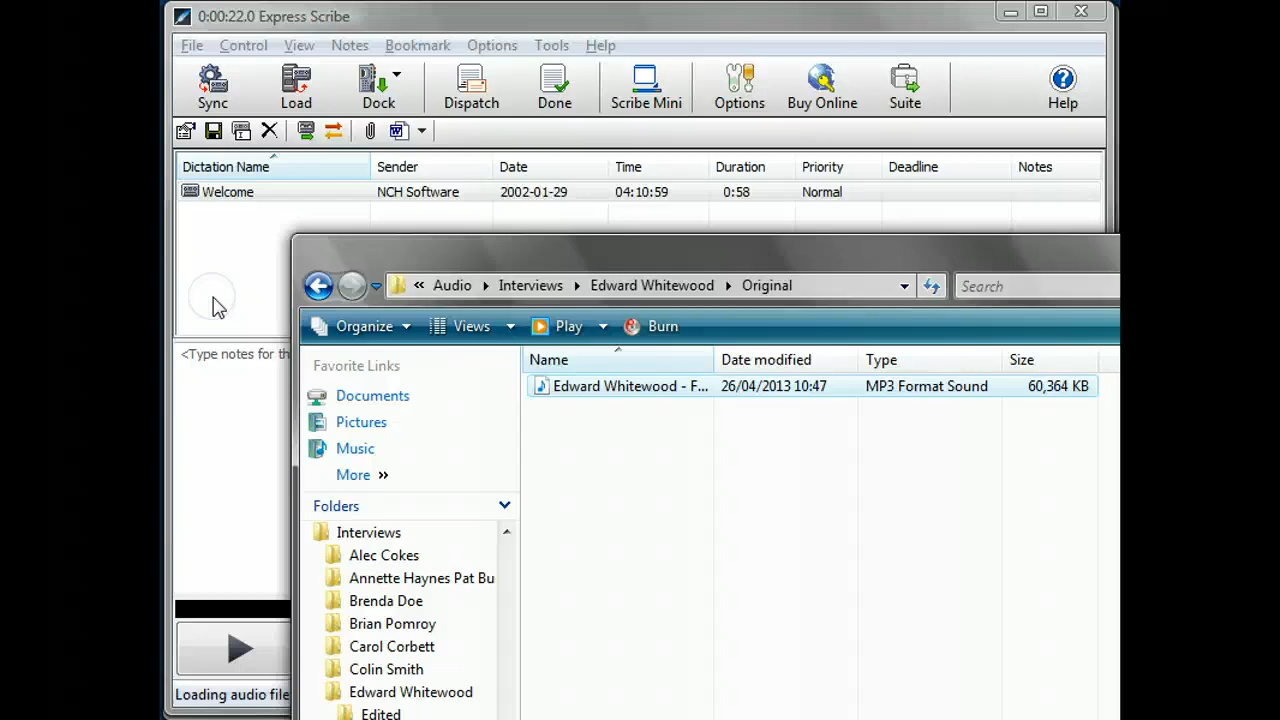 0:00:22.0 Express Scribe
File Control View Notes Bookmark Options Tools Help
Sync Load Dock Dispatch Done Scribe Mini Options Buy Online Suite Help
Dictation Name Sender Date Time Duration Priority Deadline Notes
Welcome NCH Software 2002-01-29 04:10:59 0:58 Normal
« Audio Interviews Edward Whitewood Original Search
Organize Views Play Burn
<Type notes for th
Favorite Links Name Date modified Type Size
Edward Whitewood - F... 26/04/2013 10:47 MP3 Format Sound 60,364 KB
Documents
Pictures
Music
More »
Folders
Interviews
Alec Cokes
Annette Haynes Pat Bu
Brenda Doe
Brian Pomroy
Carol Corbett
Colin Smith
Edward Whitewood
Loading audio file
Edited